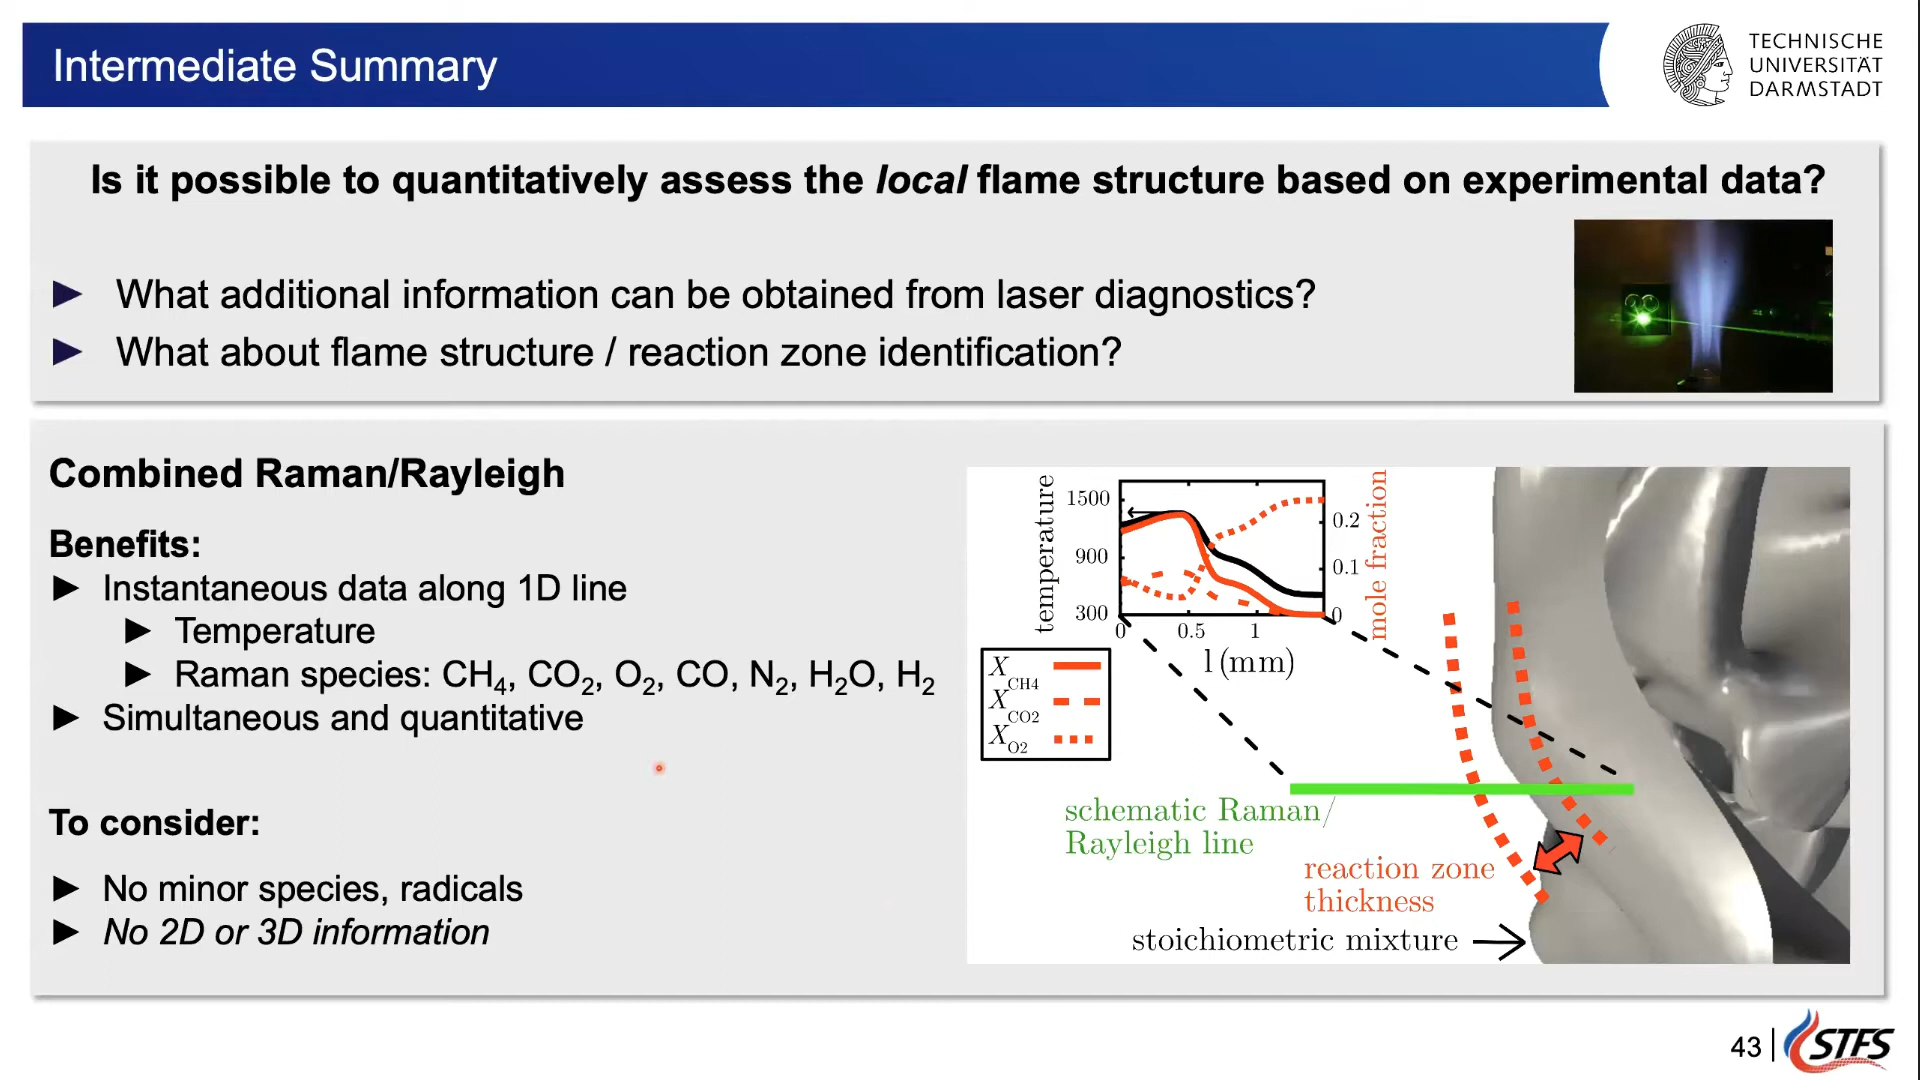 Intermediate Summary
TECHNISCHE
UNIVERSITÄT
DARMSTADT
Is it possible to quantitatively assess the local flame structure based on experimental data?
► What additional information can be obtained from laser diagnostics?
► What about flame structure / reaction zone identification?
Combined Raman/Rayleigh
Benefits:
► Instantaneous data along 1D line
► Temperature
► Raman species: CH₄, CO₂, O₂, CO, N₂, H₂O, H₂
► Simultaneous and quantitative
To consider:
► No minor species, radicals
► No 2D or 3D information
temperature
1500
900
300
0 0.5 1
l (mm)
0.2
0.1
0
mole fraction
X CH4
X CO2
X O2
schematic Raman/
Rayleigh line
reaction zone
thickness
stoichiometric mixture
43
STFS